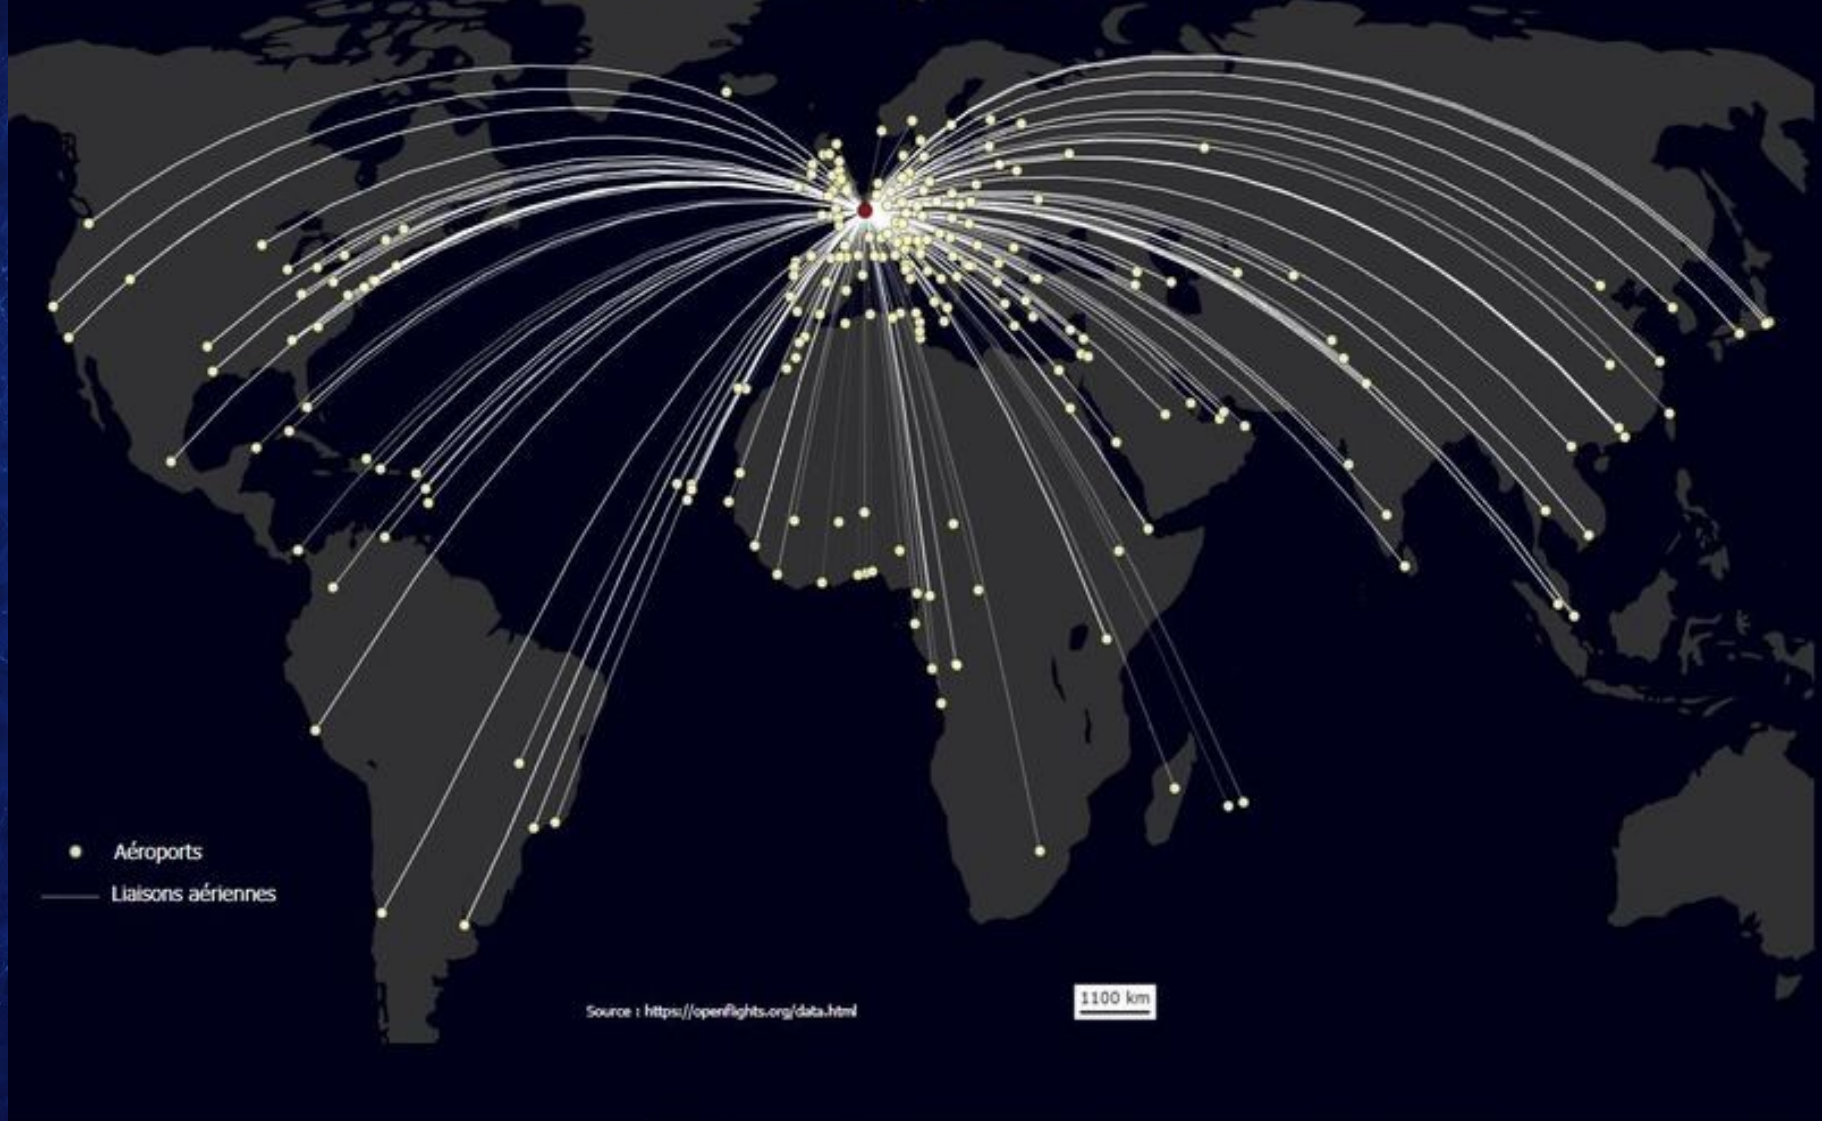 Aéroports
Liaisons aériennes
Source : https://openflights.org/data.html
1100 km